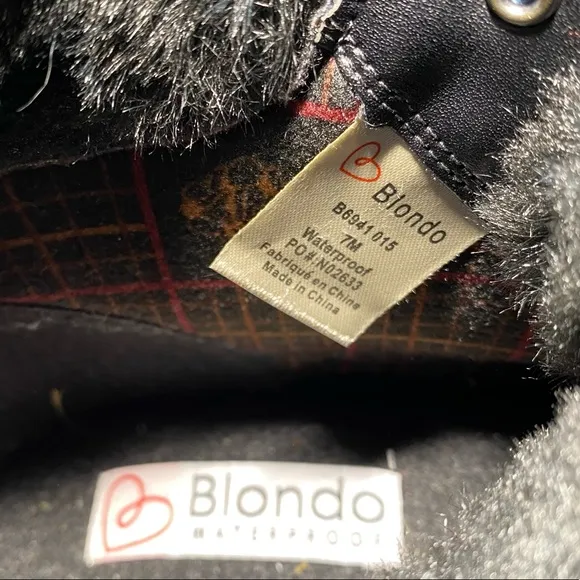 Blondo
B6941 015
7M
Waterproof
PO#:N02633
Fabriqué en Chine
Made in China
Blondo
WATERPROOF